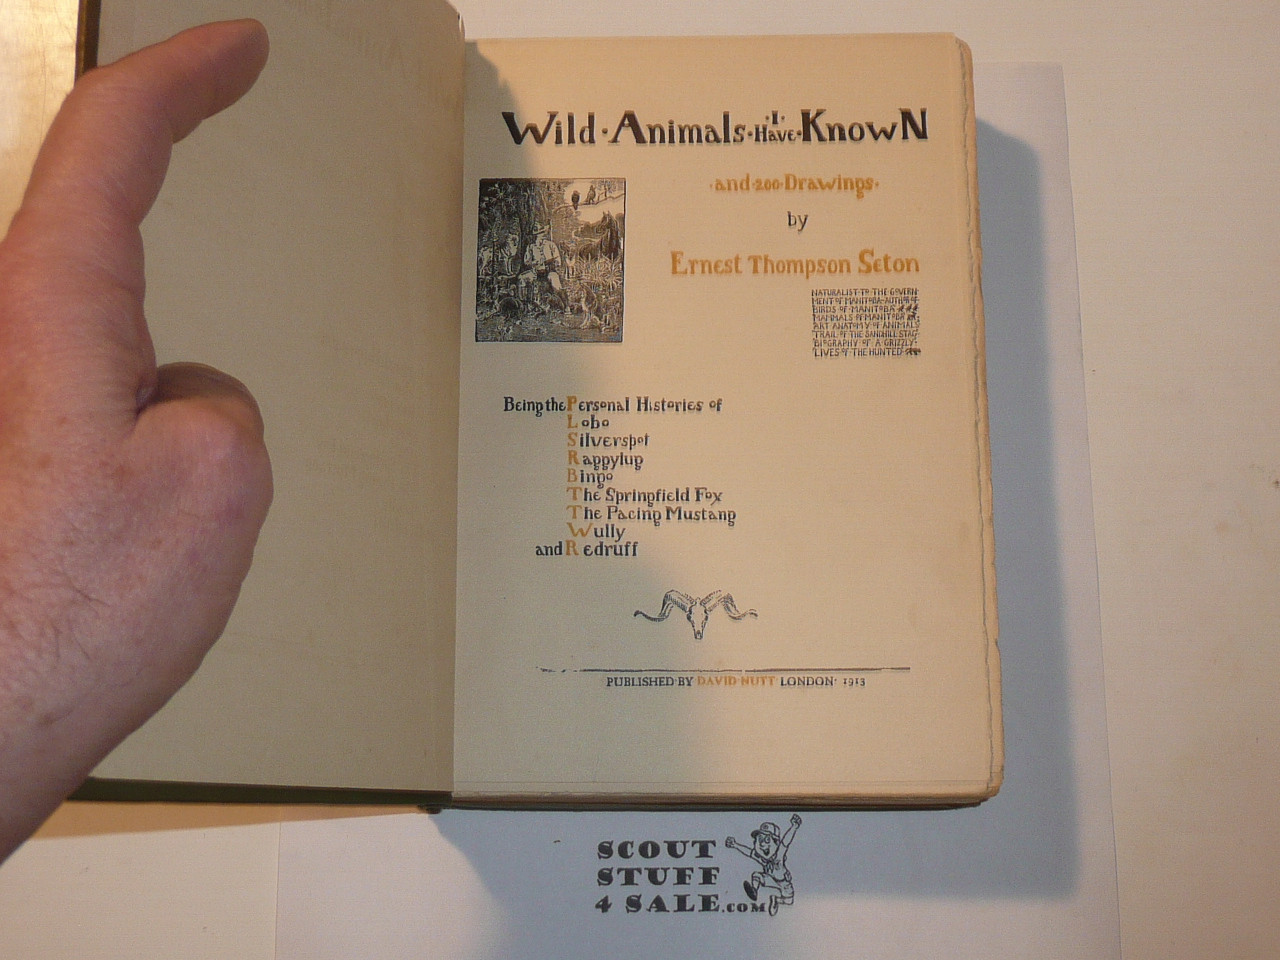 Wild·Animals·I·Have·Known
·and·200·Drawings·
by
Ernest Thompson Seton
NATURALIST·TO·THE·GOVERN
MENT·OF·MANITOBA·AUTHOR·OF
BIRDS·OF·MANITOBA
MAMMALS·OF·MANITOBA
ART·ANATOMY·OF·ANIMALS
TRAIL·OF·THE·SANDHILL·STAG
BIOGRAPHY·OF·A·GRIZZLY
LIVES·OF·THE·HUNTED
Being the Personal Histories of
Lobo
Silverspot
Raggylup
Bingo
The Springfield Fox
The Pacing Mustang
Wully
and Redruff
PUBLISHED·BY DAVID·NUTT LONDON· 1913
SCOUT
STUFF
4 SALE.COM